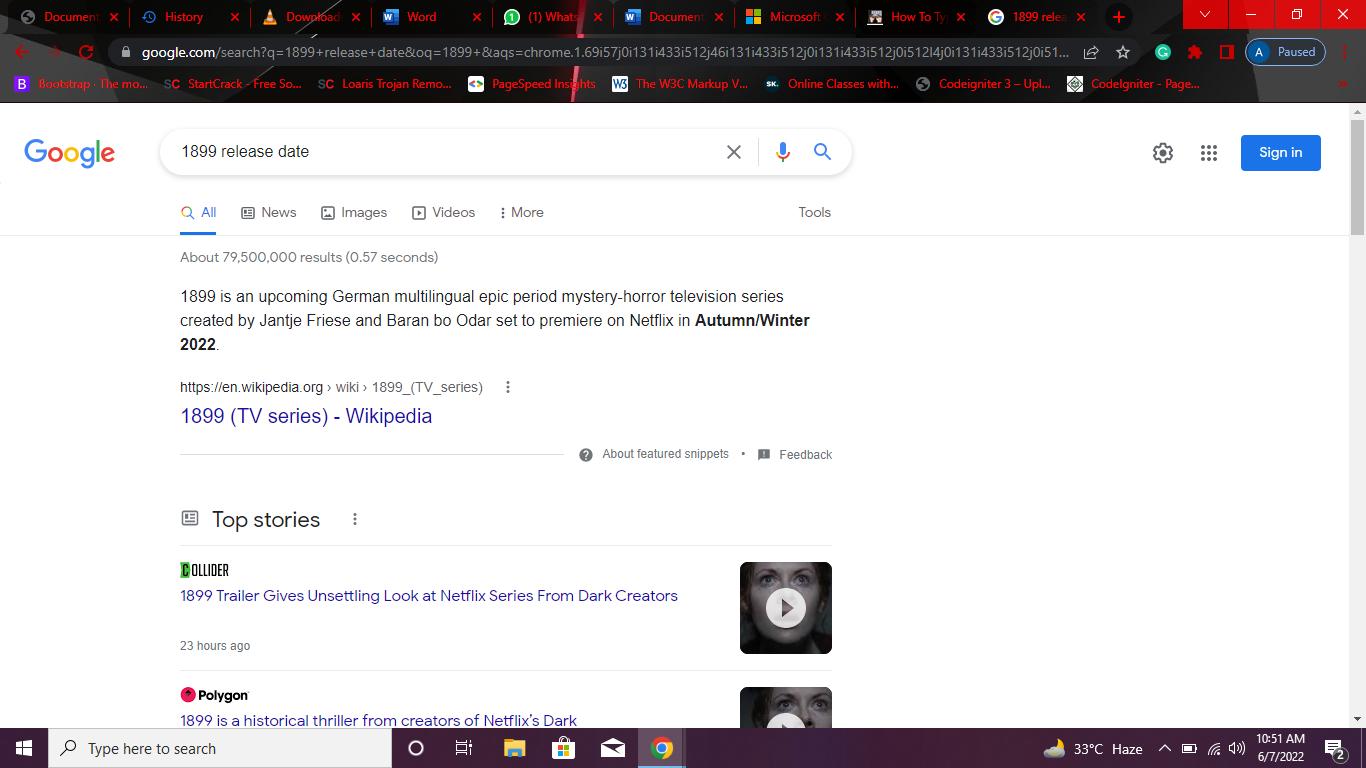 Document
History
Download
Word
(1) Whats
Document
Microsoft
How To Ty
1899 relea
google.com/search?q=1899+release+date&oq=1899+&aqs=chrome.1.69i57j0i131i433i512j46i131i433i512j0i131i433i512j0i512l4j0i131i433i512j0i51...
A Paused
B Bootstrap · The mo...
SC StartCrack - Free So...
SC Loaris Trojan Remo...
PageSpeed Insights
W3 The W3C Markup V...
SK. Online Classes with...
Codeigniter 3 – Upl...
CodeIgniter - Page...
Google
1899 release date
Sign in
All News Images Videos More Tools
About 79,500,000 results (0.57 seconds)
1899 is an upcoming German multilingual epic period mystery-horror television series
created by Jantje Friese and Baran bo Odar set to premiere on Netflix in Autumn/Winter
2022.
https://en.wikipedia.org › wiki › 1899_(TV_series)
1899 (TV series) - Wikipedia
About featured snippets • Feedback
Top stories
COLLIDER
1899 Trailer Gives Unsettling Look at Netflix Series From Dark Creators
23 hours ago
Polygon
1899 is a historical thriller from creators of Netflix's Dark
Type here to search
33°C Haze
10:51 AM
6/7/2022
2